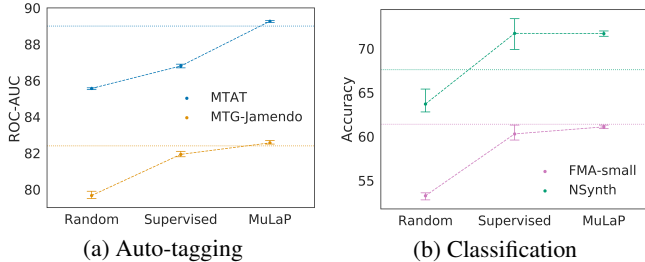 90
88
86
84
82
80
ROC-AUC
MTAT
MTG-Jamendo
Random Supervised MuLaP
(a) Auto-tagging
70
65
60
55
Accuracy
FMA-small
NSynth
Random Supervised MuLaP
(b) Classification